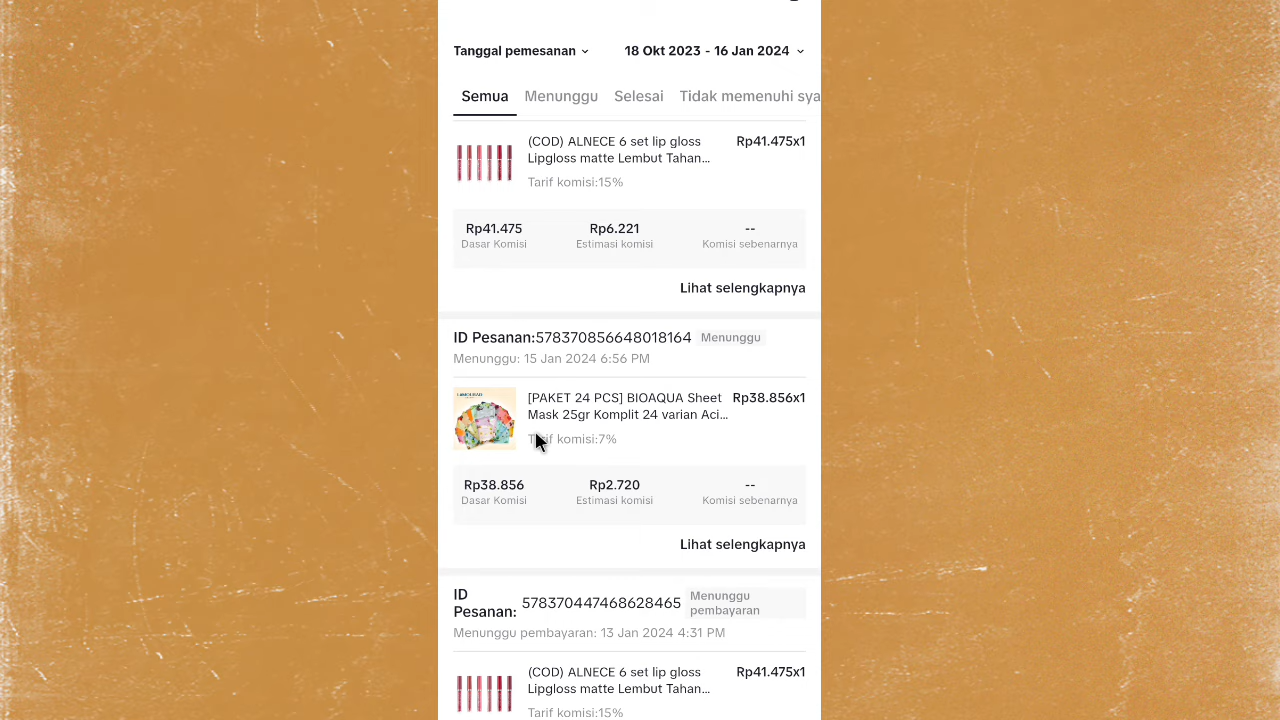 Tanggal pemesanan 18 Okt 2023 - 16 Jan 2024
Semua Menunggu Selesai Tidak memenuhi sya
(COD) ALNECE 6 set lip gloss Rp41.475x1
Lipgloss matte Lembut Tahan...
Tarif komisi:15%
Rp41.475 Rp6.221 --
Dasar Komisi Estimasi komisi Komisi sebenarnya
Lihat selengkapnya
ID Pesanan:578370856648018164 Menunggu
Menunggu: 15 Jan 2024 6:56 PM
[PAKET 24 PCS] BIOAQUA Sheet Rp38.856x1
Mask 25gr Komplit 24 varian Aci...
Tarif komisi:7%
Rp38.856 Rp2.720 --
Dasar Komisi Estimasi komisi Komisi sebenarnya
Lihat selengkapnya
ID Pesanan: 578370447468628465 Menunggu pembayaran
Menunggu pembayaran: 13 Jan 2024 4:31 PM
(COD) ALNECE 6 set lip gloss Rp41.475x1
Lipgloss matte Lembut Tahan...
Tarif komisi:15%